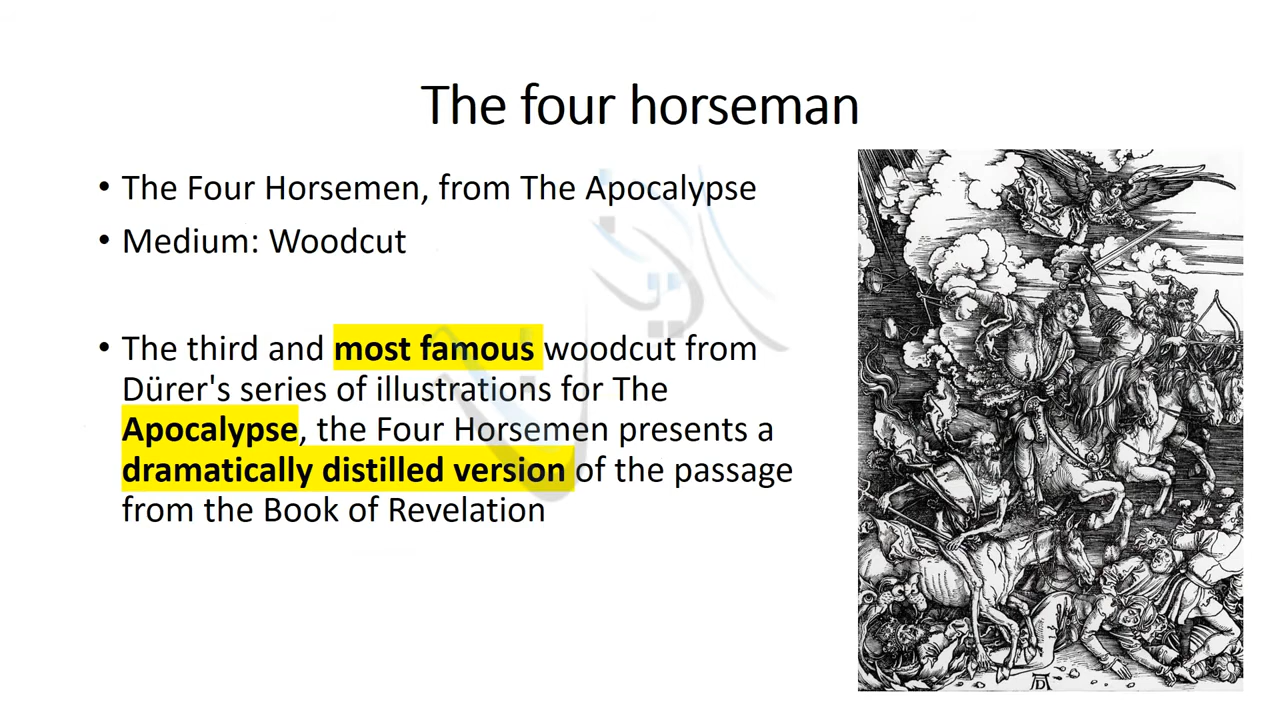 The four horseman
• The Four Horsemen, from The Apocalypse
• Medium: Woodcut
• The third and most famous woodcut from
Dürer's series of illustrations for The
Apocalypse, the Four Horsemen presents a
dramatically distilled version of the passage
from the Book of Revelation
AD